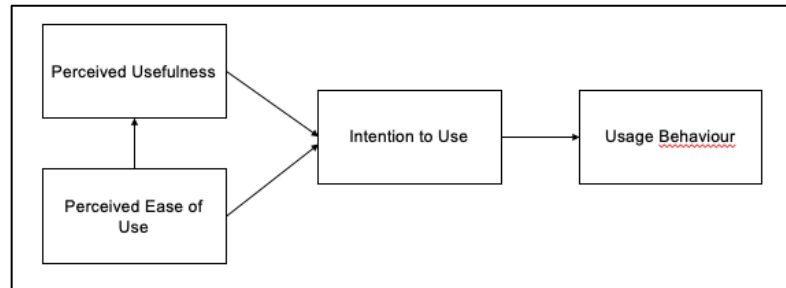 Perceived Usefulness
Perceived Ease of
Use
Intention to Use
Usage Behaviour